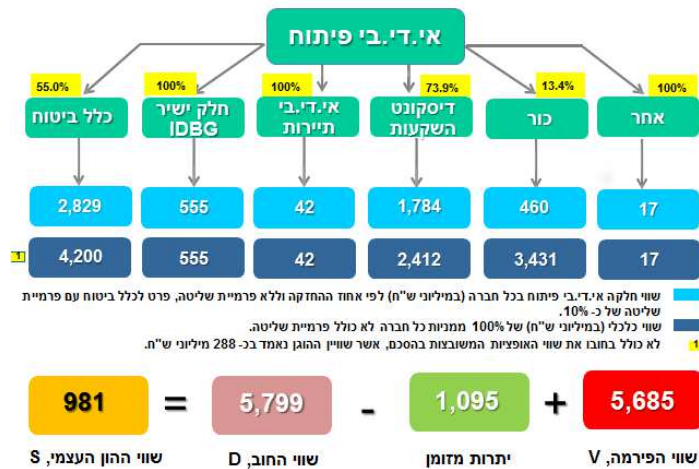 אי.די.בי פיתוח
100% 13.4% 73.9% 100% 100% 55.0%
אחר כור דיסקונט השקעות אי.די.בי תיירות חלק ישיר IDBG כלל ביטוח
17 460 1,784 42 555 2,829
17 3,431 2,412 42 555 4,200 1
שווי חלקה אי.די.בי פיתוח בכל חברה (במיליוני ש"ח) לפי אחוז ההחזקה וללא פרמיית שליטה, פרט לכלל ביטוח עם פרמיית
שליטה של כ- 10%.
שווי כלכלי (במיליוני ש"ח) של 100% ממניות כל חברה לא כולל פרמיית שליטה.
1 לא כולל בחובו את שווי האופציות המשובצות בהסכם, אשר שוויין ההוגן נאמד בכ- 288 מיליוני ש"ח.
5,685 + 1,095 - 5,799 = 981
שווי הפירמה, V יתרות מזומן שווי החוב, D שווי ההון העצמי, S